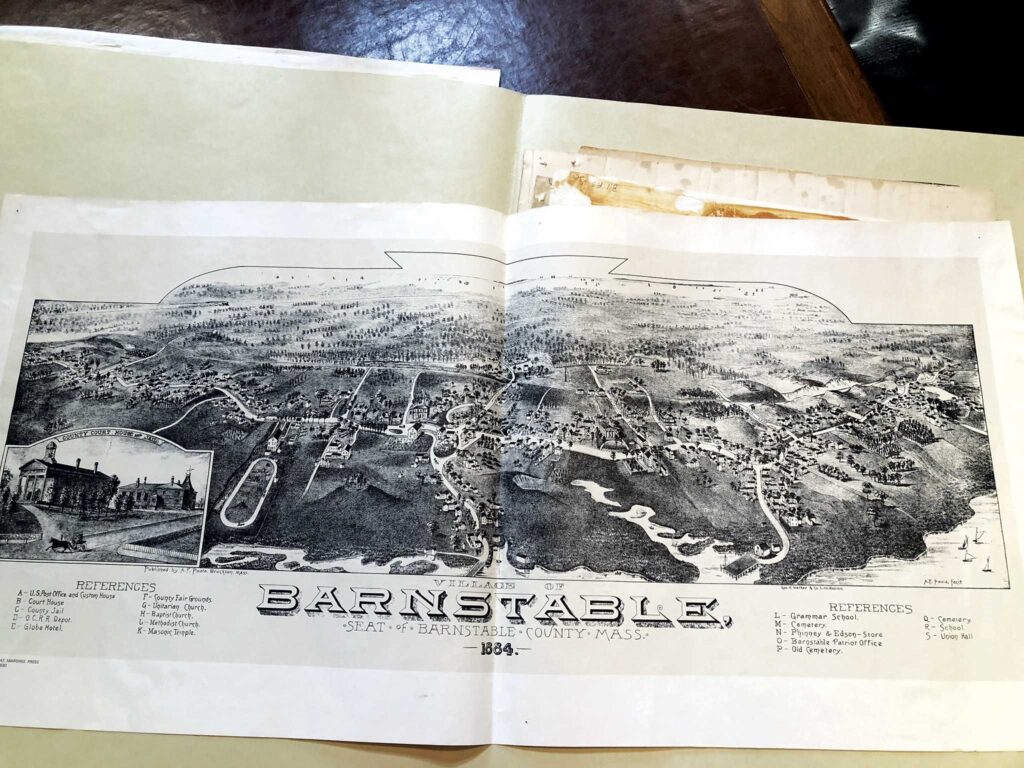 COUNTY COURT HOUSE AND JAIL
Published by A.F. Poole, Brockton, Mass.
A.F. Poole, Del't
REFERENCES
A - U.S. Post Office and Custom House
B - Court House
C - County Jail
D - O.C.R.R. Depot.
E - Globe Hotel.
F - County Fair Grounds.
G - Unitarian Church.
H - Baptist Church.
L - Methodist Church.
K - Masonic Temple.
VILLAGE OF
BARNSTABLE,
SEAT OF BARNSTABLE COUNTY MASS.
1884.
REFERENCES
L - Grammar School.
M - Cemetery.
N - Phinney & Edson-Store
O - Barnstable Patriot Office
P - Old Cemetery.
Q - Cemetery
R - School
S - Union Hall